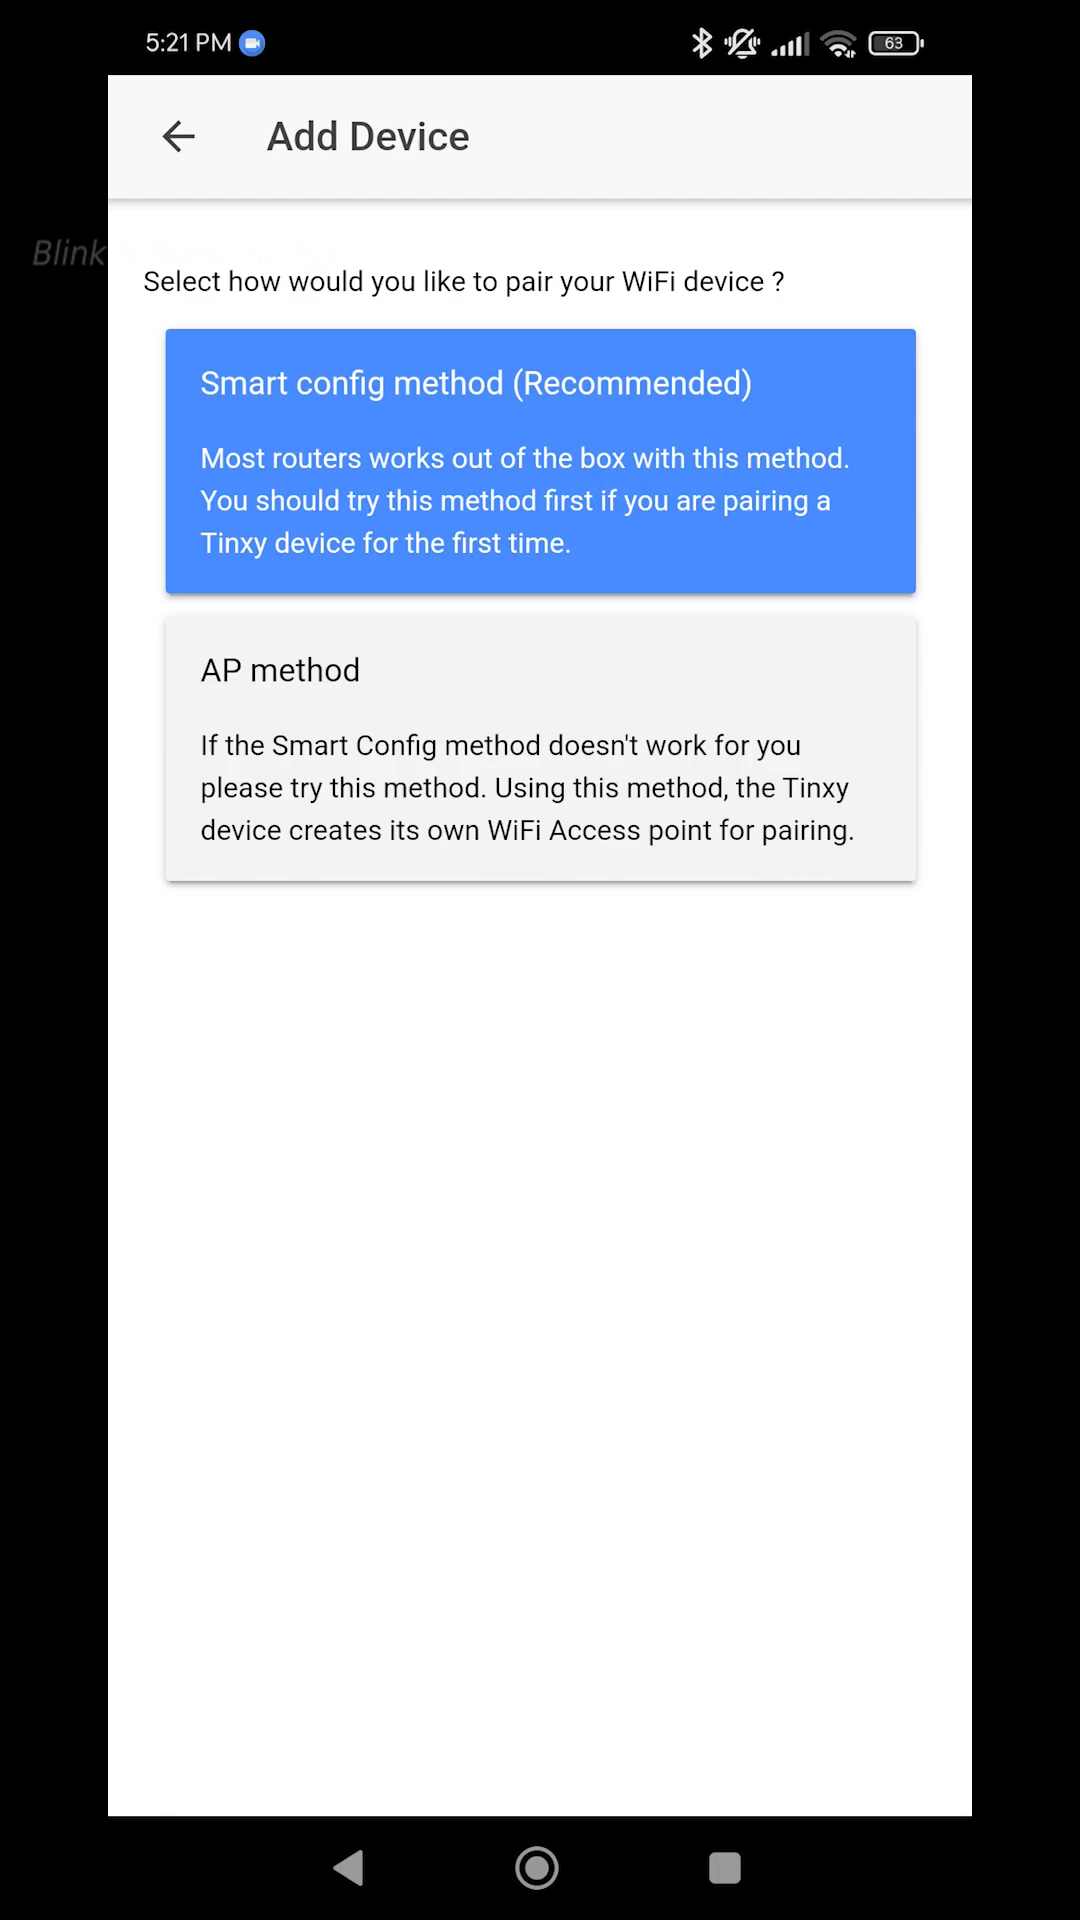 5:21 PM
63
Add Device
Blink
Select how would you like to pair your WiFi device ?
Smart config method (Recommended)
Most routers works out of the box with this method.
You should try this method first if you are pairing a
Tinxy device for the first time.
AP method
If the Smart Config method doesn't work for you
please try this method. Using this method, the Tinxy
device creates its own WiFi Access point for pairing.